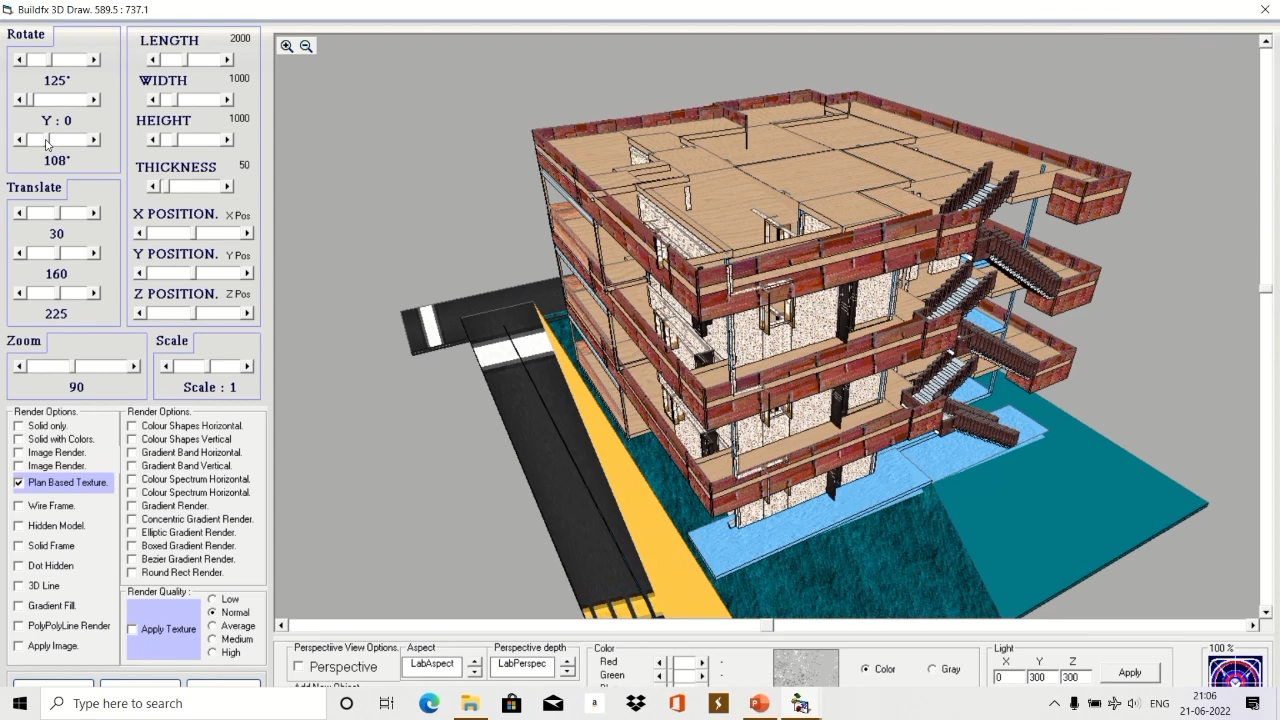 Buildfx 3D Draw. 589.5 : 737.1
Rotate
125°
Y : 0
108°
Translate
30
160
225
LENGTH 2000
WIDTH 1000
HEIGHT 1000
THICKNESS 50
X POSITION. X Pos
Y POSITION. Y Pos
Z POSITION. Z Pos
Zoom
90
Scale
Scale : 1
Render Options.
Solid only.
Solid with Colors.
Image Render.
Image Render.
Plan Based Texture.
Wire Frame.
Hidden Model.
Solid Frame
Dot Hidden
3D Line
Gradient Fill.
PolyPolyLine Render
Apply Image.
Render Options.
Colour Shapes Horizontal.
Colour Shapes Vertical
Gradient Band Horizontal.
Gradient Band Vertical.
Colour Spectrum Horizontal.
Colour Spectrum Horizontal.
Gradient Render.
Concentric Gradient Render.
Elliptic Gradient Render.
Boxed Gradient Render.
Bezier Gradient Render.
Round Rect Render.
Render Quality :
Apply Texture
Low
Normal
Average
Medium
High
Perspectiive View Options.
Perspective
Aspect
LabAspect
Perspective depth
LabPerspec
Color
Red -
Green -
Color
Gray
Light
X Y Z
0 300 300
Apply
100 %
Type here to search
a
ENG
21:06
21-06-2022